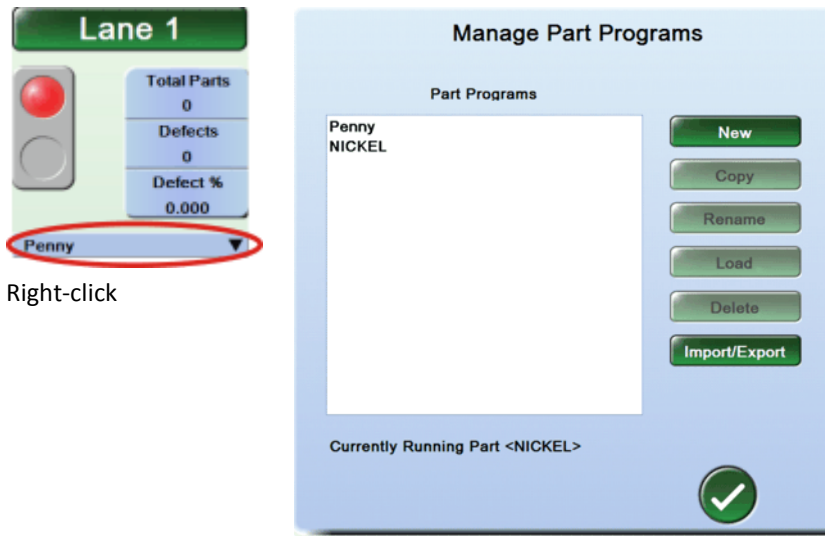 Lane 1
Total Parts
0
Defects
0
Defect %
0.000
Penny
Right-click
Manage Part Programs
Part Programs
Penny
NICKEL
New
Copy
Rename
Load
Delete
Import/Export
Currently Running Part <NICKEL>